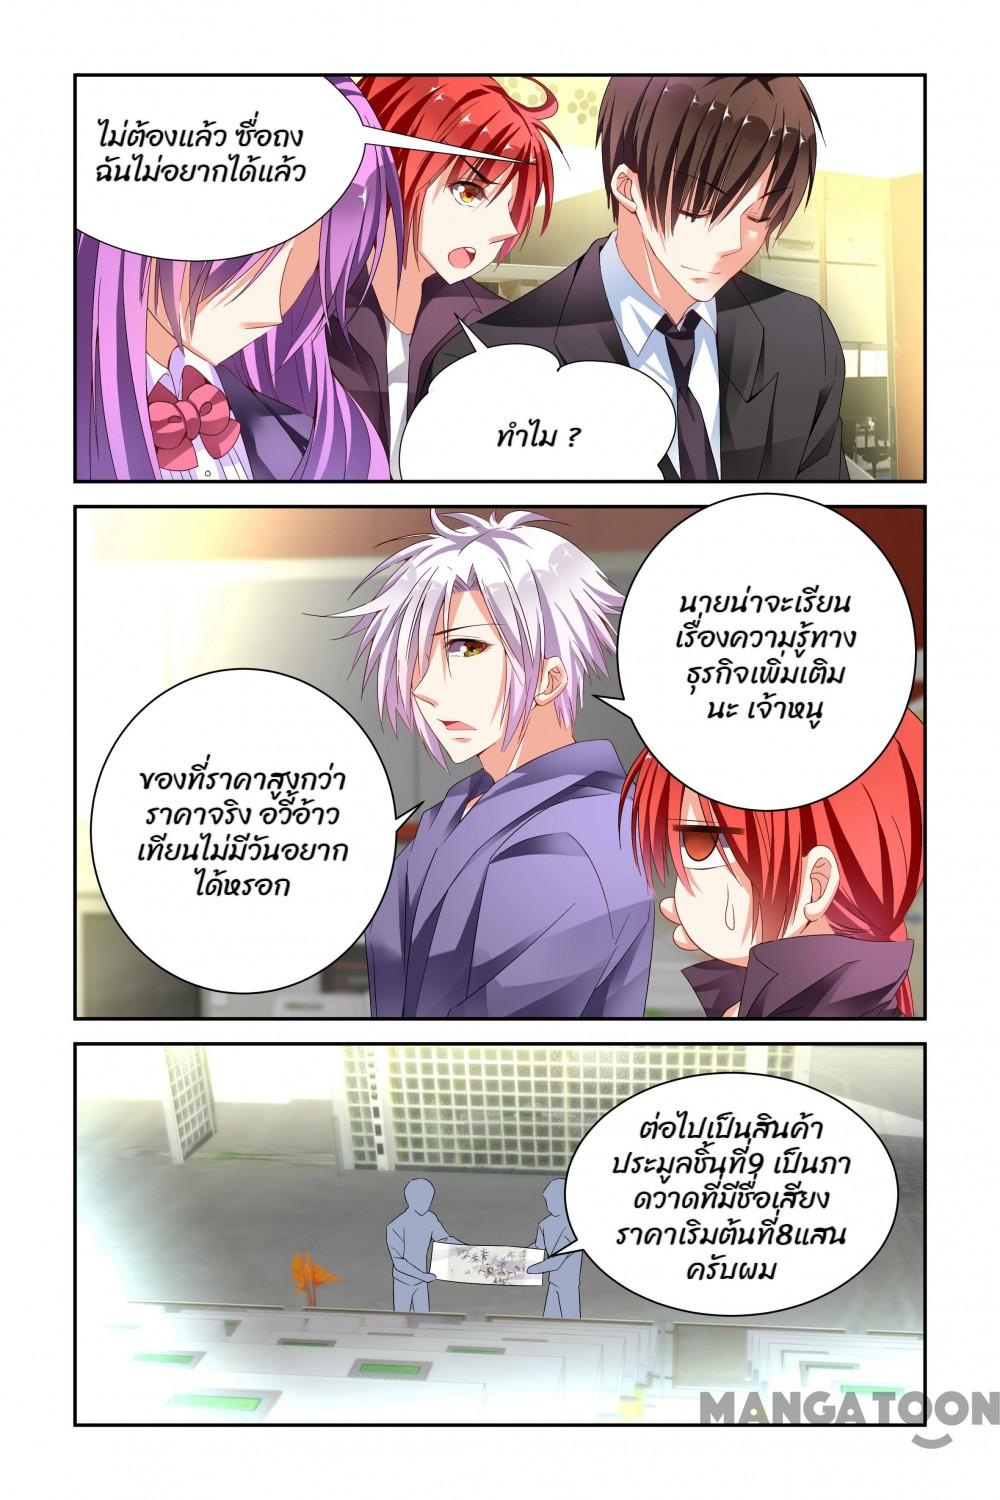 ไม่ต้องแล้ว ซื่อถง
ฉันไม่อยากได้แล้ว
ทำไม ?
นายน่าจะเรียน
เรื่องความรู้ทาง
ธุรกิจเพิ่มเติม
นะ เจ้าหนู
ของที่ราคาสูงกว่า
ราคาจริง อวี้อ้าว
เทียนไม่มีวันอยาก
ได้หรอก
ต่อไปเป็นสินค้า
ประมูลชิ้นที่9 เป็นภา
ดวาดที่มีชื่อเสียง
ราคาเริ่มต้นที่8แสน
ครับผม
MANGATOON